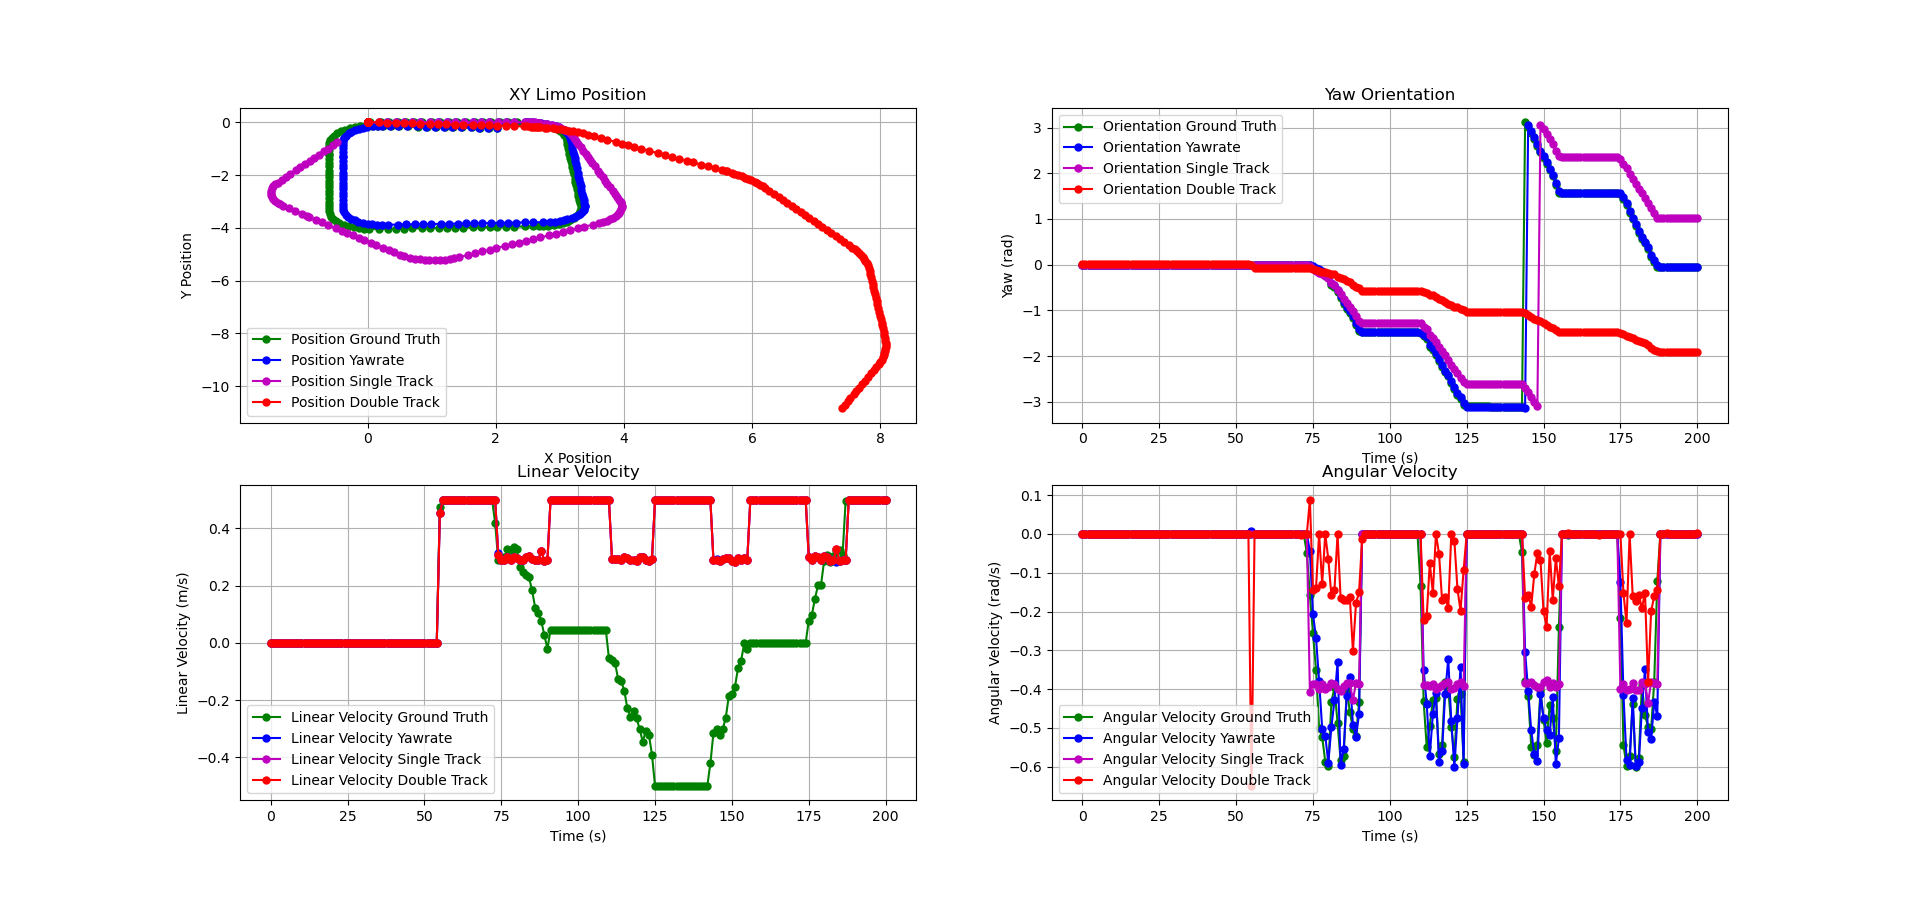 XY Limo Position
0
−2
−4
−6
−8
−10
Y Position
Position Ground Truth
Position Yawrate
Position Single Track
Position Double Track
0 2 4 6 8
X Position
Yaw Orientation
3
2
1
0
−1
−2
−3
Yaw (rad)
Orientation Ground Truth
Orientation Yawrate
Orientation Single Track
Orientation Double Track
0 25 50 75 100 125 150 175 200
Time (s)
Linear Velocity
0.4
0.2
0.0
−0.2
−0.4
Linear Velocity (m/s)
Linear Velocity Ground Truth
Linear Velocity Yawrate
Linear Velocity Single Track
Linear Velocity Double Track
0 25 50 75 100 125 150 175 200
Time (s)
Angular Velocity
0.1
0.0
−0.1
−0.2
−0.3
−0.4
−0.5
−0.6
Angular Velocity (rad/s)
Angular Velocity Ground Truth
Angular Velocity Yawrate
Angular Velocity Single Track
Angular Velocity Double Track
0 25 50 75 100 125 150 175 200
Time (s)